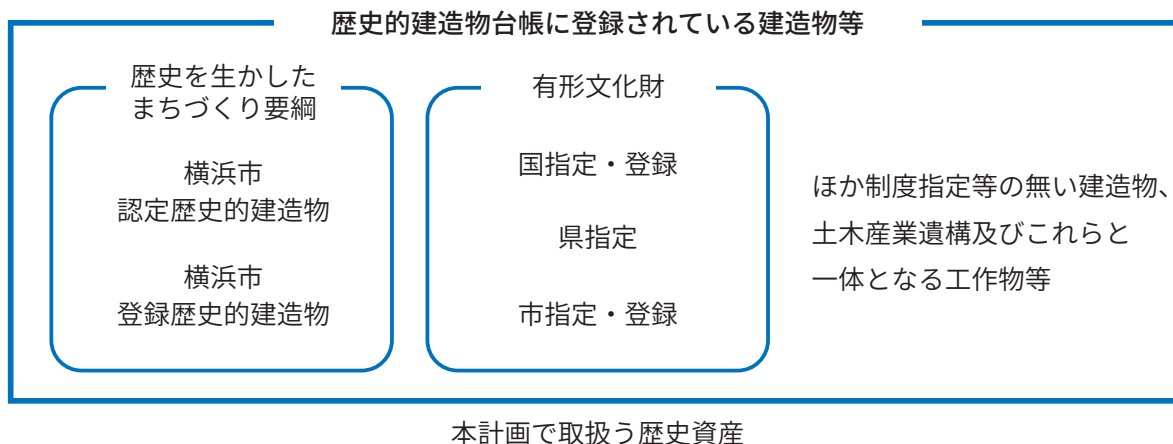 歴史的建造物台帳に登録されている建造物等
歴史を生かした
まちづくり要綱
横浜市
認定歴史的建造物
横浜市
登録歴史的建造物
有形文化財
国指定・登録
県指定
市指定・登録
ほか制度指定等の無い建造物、
土木産業遺構及びこれらと
一体となる工作物等
本計画で取扱う歴史資産